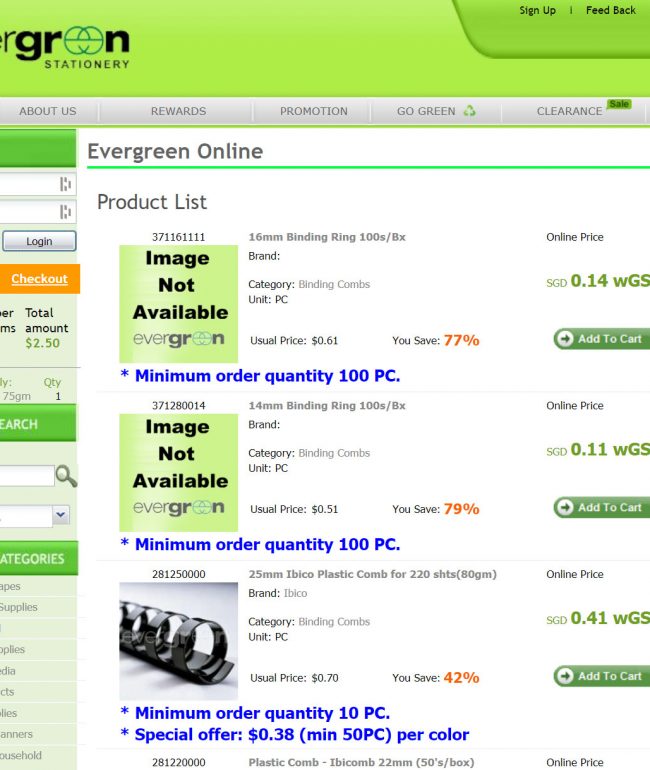 Sign Up | Feed Back
ergreen
STATIONERY
ABOUT US REWARDS PROMOTION GO GREEN CLEARANCE Sale
Evergreen Online
Login
Checkout
Total
amount
$2.50
Qty
75gm 1
EARCH
ATEGORIES
apes
Supplies
pplies
edia
cts
plies
anners
ousehold
Product List
371161111 16mm Binding Ring 100s/Bx Online Price
Image
Not
Available
evergreen
Brand:
Category: Binding Combs
Unit: PC
SGD 0.14 wGS
Usual Price: $0.61 You Save: 77% Add To Cart
* Minimum order quantity 100 PC.
371280014 14mm Binding Ring 100s/Bx Online Price
Image
Not
Available
evergreen
Brand:
Category: Binding Combs
Unit: PC
SGD 0.11 wGS
Usual Price: $0.51 You Save: 79% Add To Cart
* Minimum order quantity 100 PC.
281250000 25mm Ibico Plastic Comb for 220 shts(80gm) Online Price
evergreen
Brand: Ibico
Category: Binding Combs
Unit: PC
SGD 0.41 wGS
Usual Price: $0.70 You Save: 42% Add To Cart
* Minimum order quantity 10 PC.
* Special offer: $0.38 (min 50PC) per color
281220000 Plastic Comb - Ibicomb 22mm (50's/box) Online Price